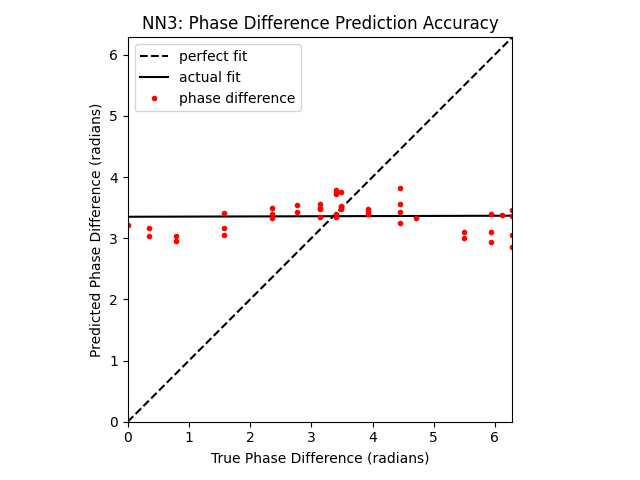 NN3: Phase Difference Prediction Accuracy
perfect fit
actual fit
phase difference
Predicted Phase Difference (radians)
6
5
4
3
2
1
0
0 1 2 3 4 5 6
True Phase Difference (radians)